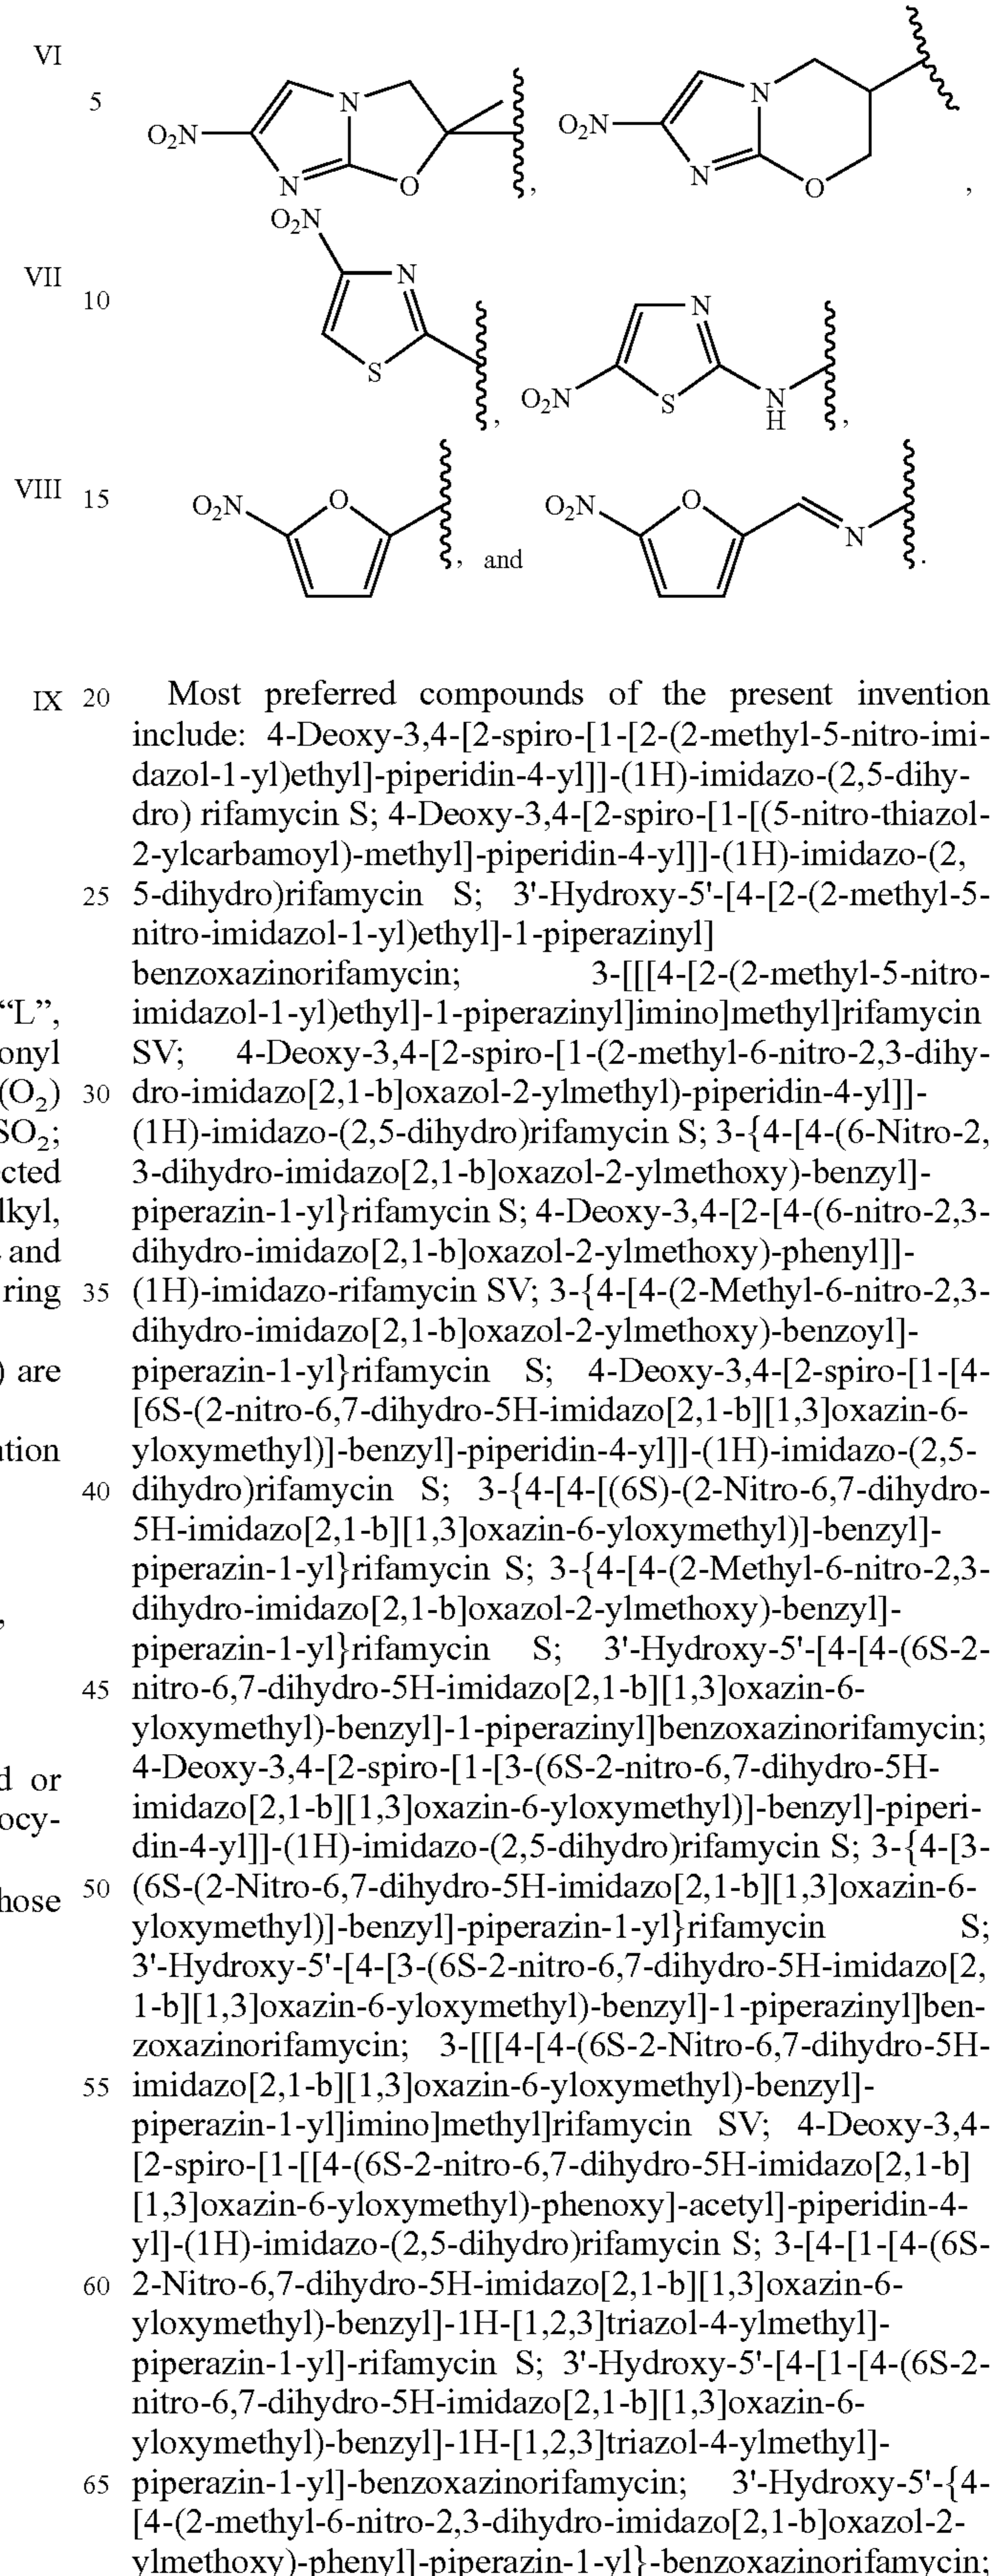 VI
5
O₂N N N O , O₂N N N O ,
VII
10
O₂N N S , O₂N N S N H ,
VIII
15
O₂N O , and O₂N O N .
IX 20 Most preferred compounds of the present invention
include: 4-Deoxy-3,4-[2-spiro-[1-[2-(2-methyl-5-nitro-imi-
dazol-1-yl)ethyl]-piperidin-4-yl]]-(1H)-imidazo-(2,5-dihy-
dro) rifamycin S; 4-Deoxy-3,4-[2-spiro-[1-[(5-nitro-thiazol-
2-ylcarbamoyl)-methyl]-piperidin-4-yl]]-(1H)-imidazo-(2,
25 5-dihydro)rifamycin S; 3'-Hydroxy-5'-[4-[2-(2-methyl-5-
nitro-imidazol-1-yl)ethyl]-1-piperazinyl]
benzoxazinorifamycin; 3-[[[4-[2-(2-methyl-5-nitro-
“L”, imidazol-1-yl)ethyl]-1-piperazinyl]imino]methyl]rifamycin
onyl SV; 4-Deoxy-3,4-[2-spiro-[1-(2-methyl-6-nitro-2,3-dihy-
(O₂) 30 dro-imidazo[2,1-b]oxazol-2-ylmethyl)-piperidin-4-yl]]-
SO₂; (1H)-imidazo-(2,5-dihydro)rifamycin S; 3-{4-[4-(6-Nitro-2,
cted 3-dihydro-imidazo[2,1-b]oxazol-2-ylmethoxy)-benzyl]-
lkyl, piperazin-1-yl}rifamycin S; 4-Deoxy-3,4-[2-[4-(6-nitro-2,3-
and dihydro-imidazo[2,1-b]oxazol-2-ylmethoxy)-phenyl]]-
ring 35 (1H)-imidazo-rifamycin SV; 3-{4-[4-(2-Methyl-6-nitro-2,3-
dihydro-imidazo[2,1-b]oxazol-2-ylmethoxy)-benzoyl]-
) are piperazin-1-yl}rifamycin S; 4-Deoxy-3,4-[2-spiro-[1-[4-
[6S-(2-nitro-6,7-dihydro-5H-imidazo[2,1-b][1,3]oxazin-6-
ation yloxymethyl)]-benzyl]-piperidin-4-yl]]-(1H)-imidazo-(2,5-
40 dihydro)rifamycin S; 3-{4-[4-[(6S)-(2-Nitro-6,7-dihydro-
5H-imidazo[2,1-b][1,3]oxazin-6-yloxymethyl)]-benzyl]-
piperazin-1-yl}rifamycin S; 3-{4-[4-(2-Methyl-6-nitro-2,3-
, dihydro-imidazo[2,1-b]oxazol-2-ylmethoxy)-benzyl]-
piperazin-1-yl}rifamycin S; 3'-Hydroxy-5'-[4-[4-(6S-2-
45 nitro-6,7-dihydro-5H-imidazo[2,1-b][1,3]oxazin-6-
yloxymethyl)-benzyl]-1-piperazinyl]benzoxazinorifamycin;
d or 4-Deoxy-3,4-[2-spiro-[1-[3-(6S-2-nitro-6,7-dihydro-5H-
ocy- imidazo[2,1-b][1,3]oxazin-6-yloxymethyl)]-benzyl]-piperi-
din-4-yl]]-(1H)-imidazo-(2,5-dihydro)rifamycin S; 3-{4-[3-
hose 50 (6S-(2-Nitro-6,7-dihydro-5H-imidazo[2,1-b][1,3]oxazin-6-
yloxymethyl)]-benzyl]-piperazin-1-yl}rifamycin S;
3'-Hydroxy-5'-[4-[3-(6S-2-nitro-6,7-dihydro-5H-imidazo[2,
1-b][1,3]oxazin-6-yloxymethyl)-benzyl]-1-piperazinyl]ben-
zoxazinorifamycin; 3-[[[4-[4-(6S-2-Nitro-6,7-dihydro-5H-
55 imidazo[2,1-b][1,3]oxazin-6-yloxymethyl)-benzyl]-
piperazin-1-yl]imino]methyl]rifamycin SV; 4-Deoxy-3,4-
[2-spiro-[1-[[4-(6S-2-nitro-6,7-dihydro-5H-imidazo[2,1-b]
[1,3]oxazin-6-yloxymethyl)-phenoxy]-acetyl]-piperidin-4-
yl]-(1H)-imidazo-(2,5-dihydro)rifamycin S; 3-[4-[1-[4-(6S-
60 2-Nitro-6,7-dihydro-5H-imidazo[2,1-b][1,3]oxazin-6-
yloxymethyl)-benzyl]-1H-[1,2,3]triazol-4-ylmethyl]-
piperazin-1-yl]-rifamycin S; 3'-Hydroxy-5'-[4-[1-[4-(6S-2-
nitro-6,7-dihydro-5H-imidazo[2,1-b][1,3]oxazin-6-
yloxymethyl)-benzyl]-1H-[1,2,3]triazol-4-ylmethyl]-
65 piperazin-1-yl]-benzoxazinorifamycin; 3'-Hydroxy-5'-{4-
[4-(2-methyl-6-nitro-2,3-dihydro-imidazo[2,1-b]oxazol-2-
ylmethoxy)-phenyl]-piperazin-1-yl}-benzoxazinorifamycin;